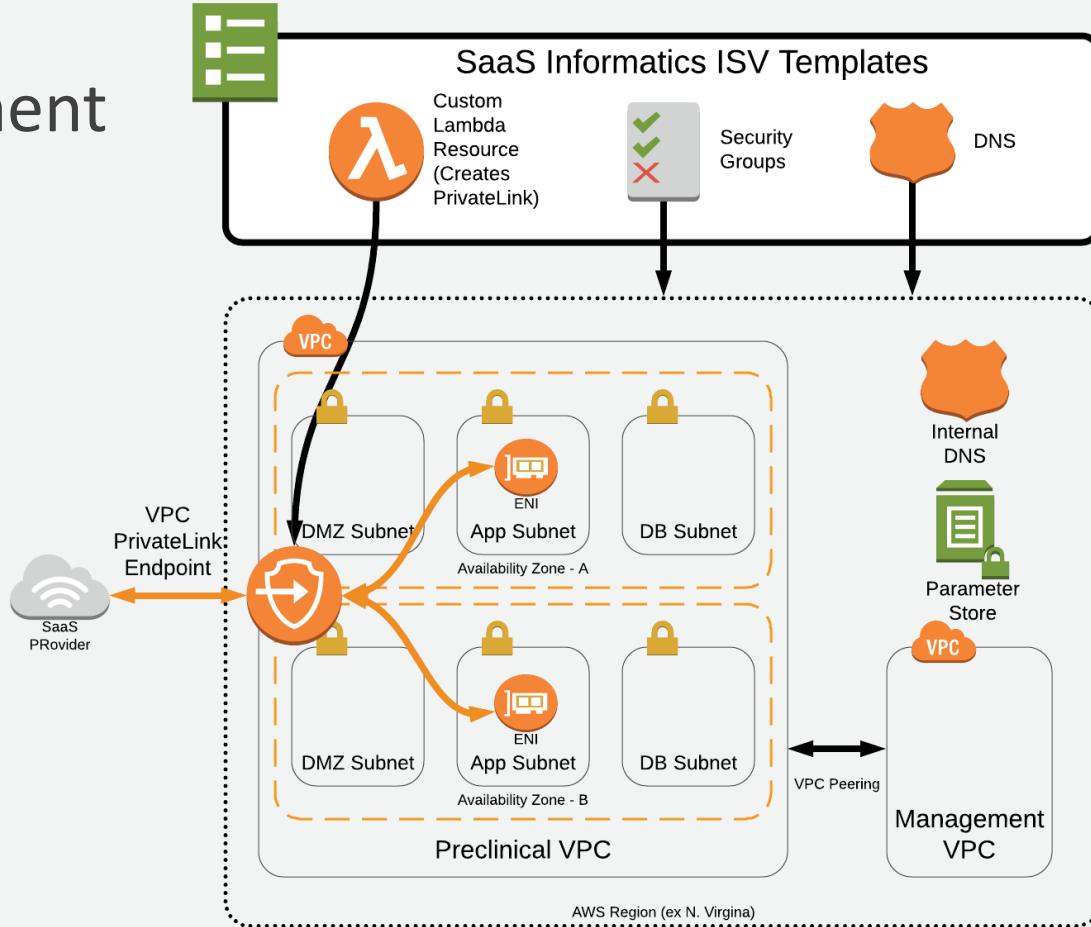 ment
SaaS Informatics ISV Templates
Custom
Lambda
Resource
(Creates
PrivateLink)
Security
Groups
DNS
VPC
ENI
DMZ Subnet
App Subnet
DB Subnet
Availability Zone - A
Internal
DNS
VPC
PrivateLink
Endpoint
SaaS
PRovider
Parameter
Store
VPC
ENI
DMZ Subnet
App Subnet
DB Subnet
Availability Zone - B
VPC Peering
Preclinical VPC
Management
VPC
AWS Region (ex N. Virgina)